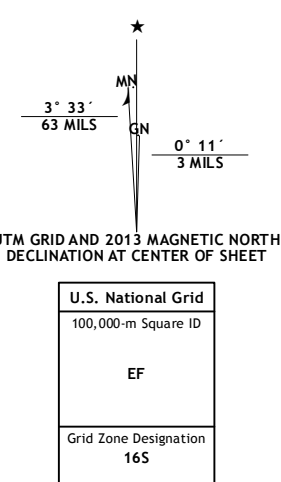 ★
MN
3° 33´
63 MILS
GN
0° 11´
3 MILS
UTM GRID AND 2013 MAGNETIC NORTH
DECLINATION AT CENTER OF SHEET
U.S. National Grid
100,000-m Square ID
EF
Grid Zone Designation
16S